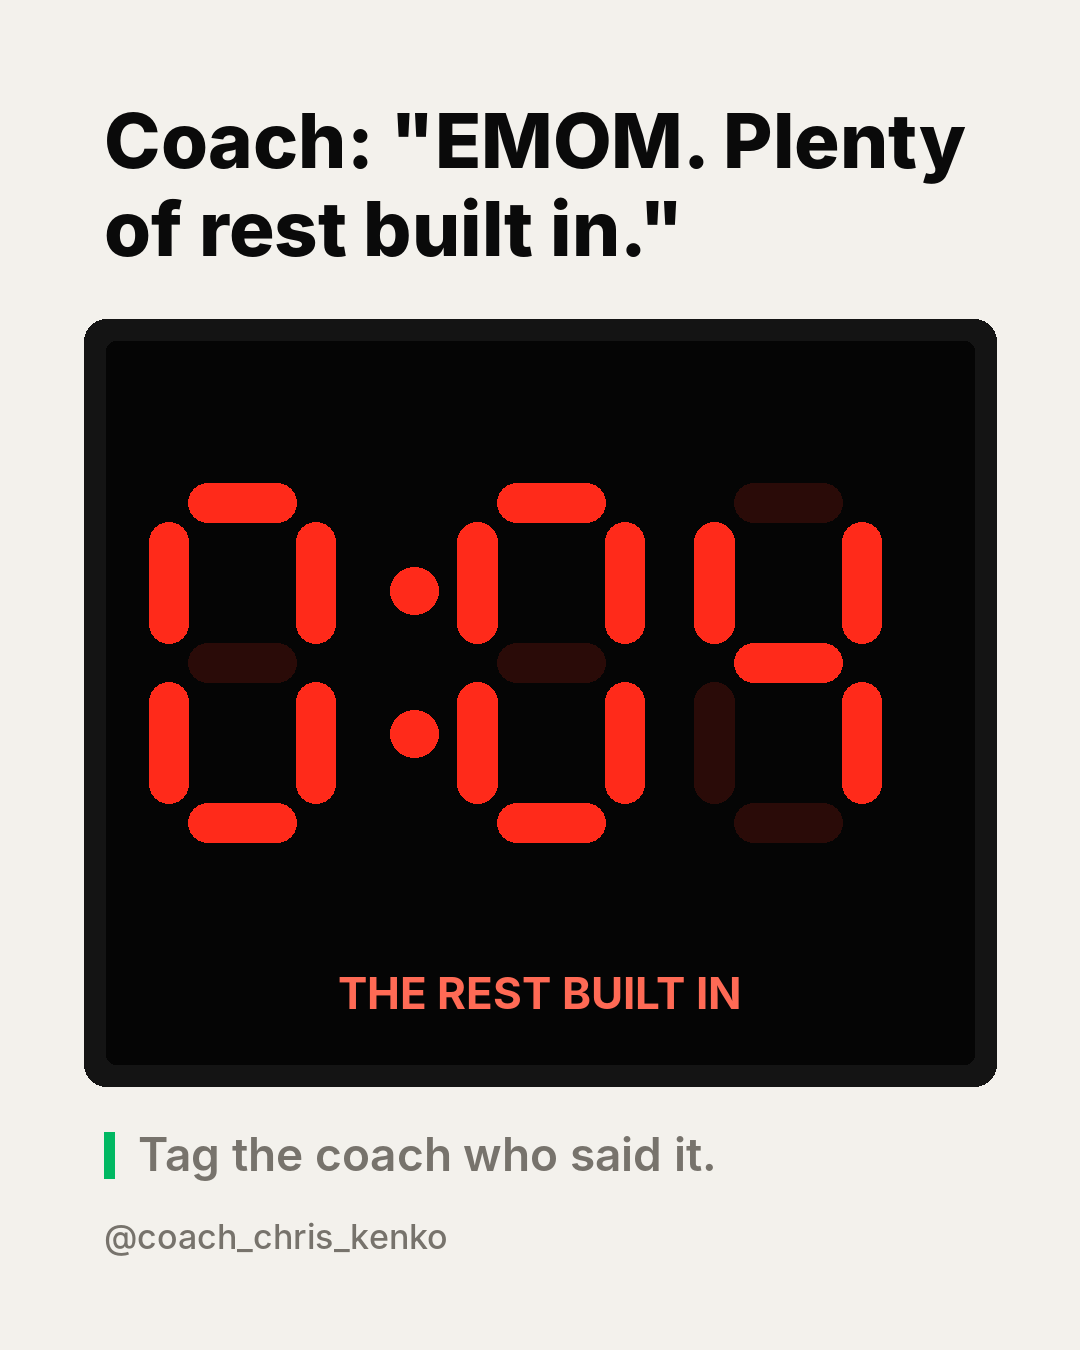 Coach: "EMOM. Plenty
of rest built in."
0:04
THE REST BUILT IN
Tag the coach who said it.
@coach_chris_kenko